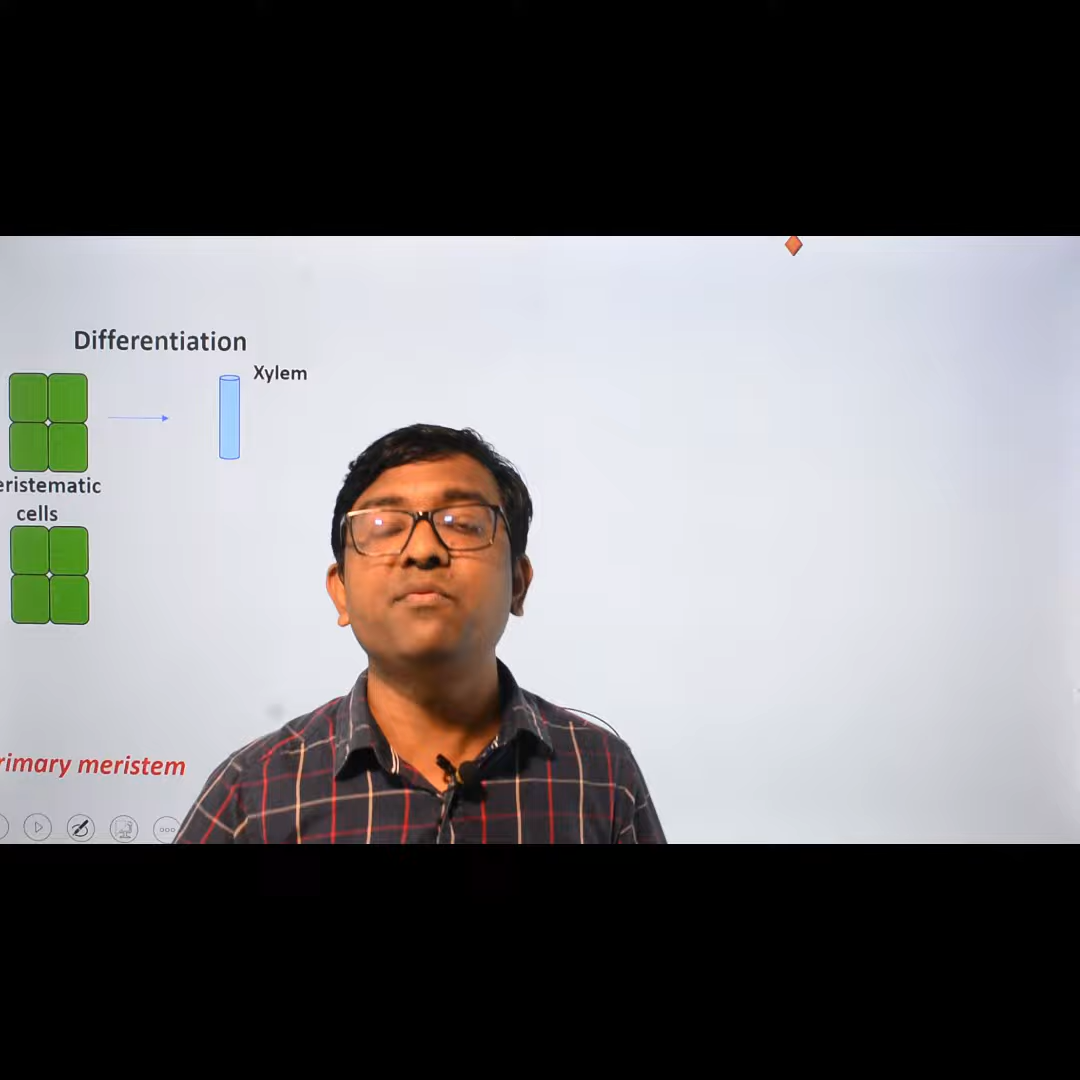 Differentiation
Xylem
eristematic
cells
rimary meristem